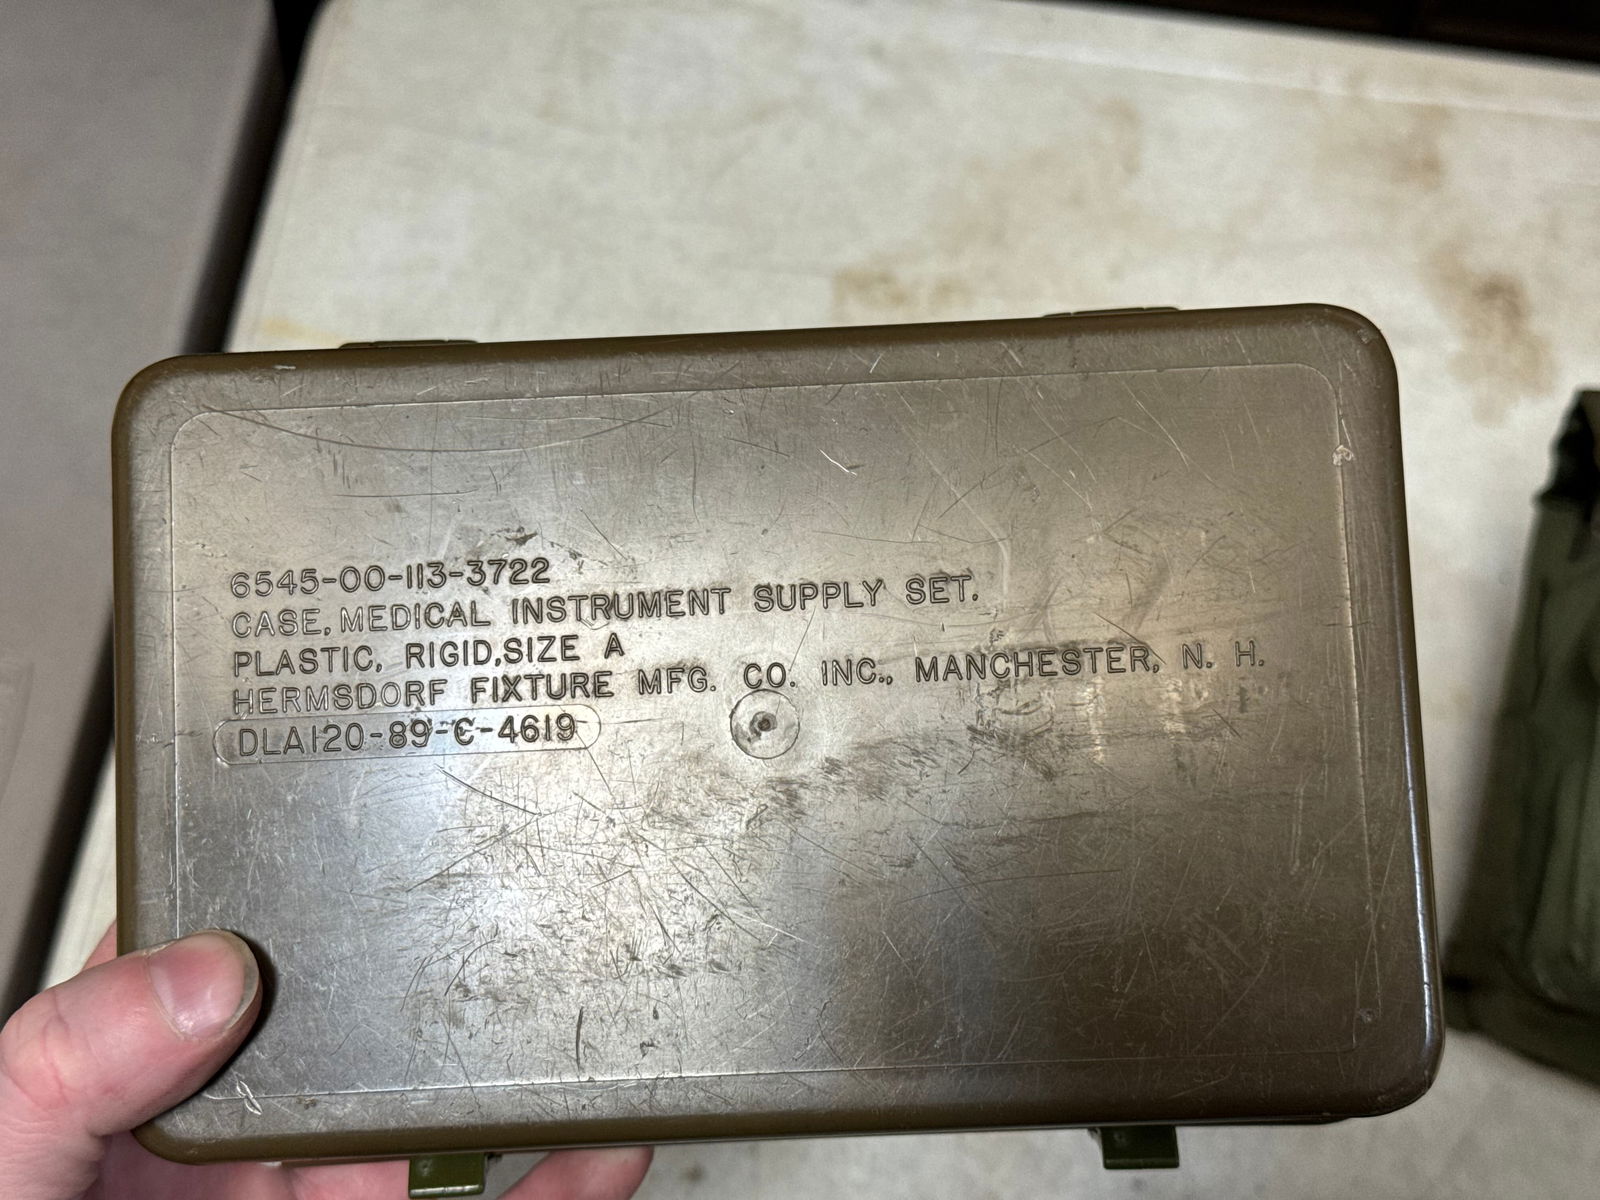 6545-00-113-3722
CASE, MEDICAL INSTRUMENT SUPPLY SET.
PLASTIC, RIGID, SIZE A
HERMSDORF FIXTURE MFG. CO. INC., MANCHESTER, N. H.
DLA120-89-C-4619